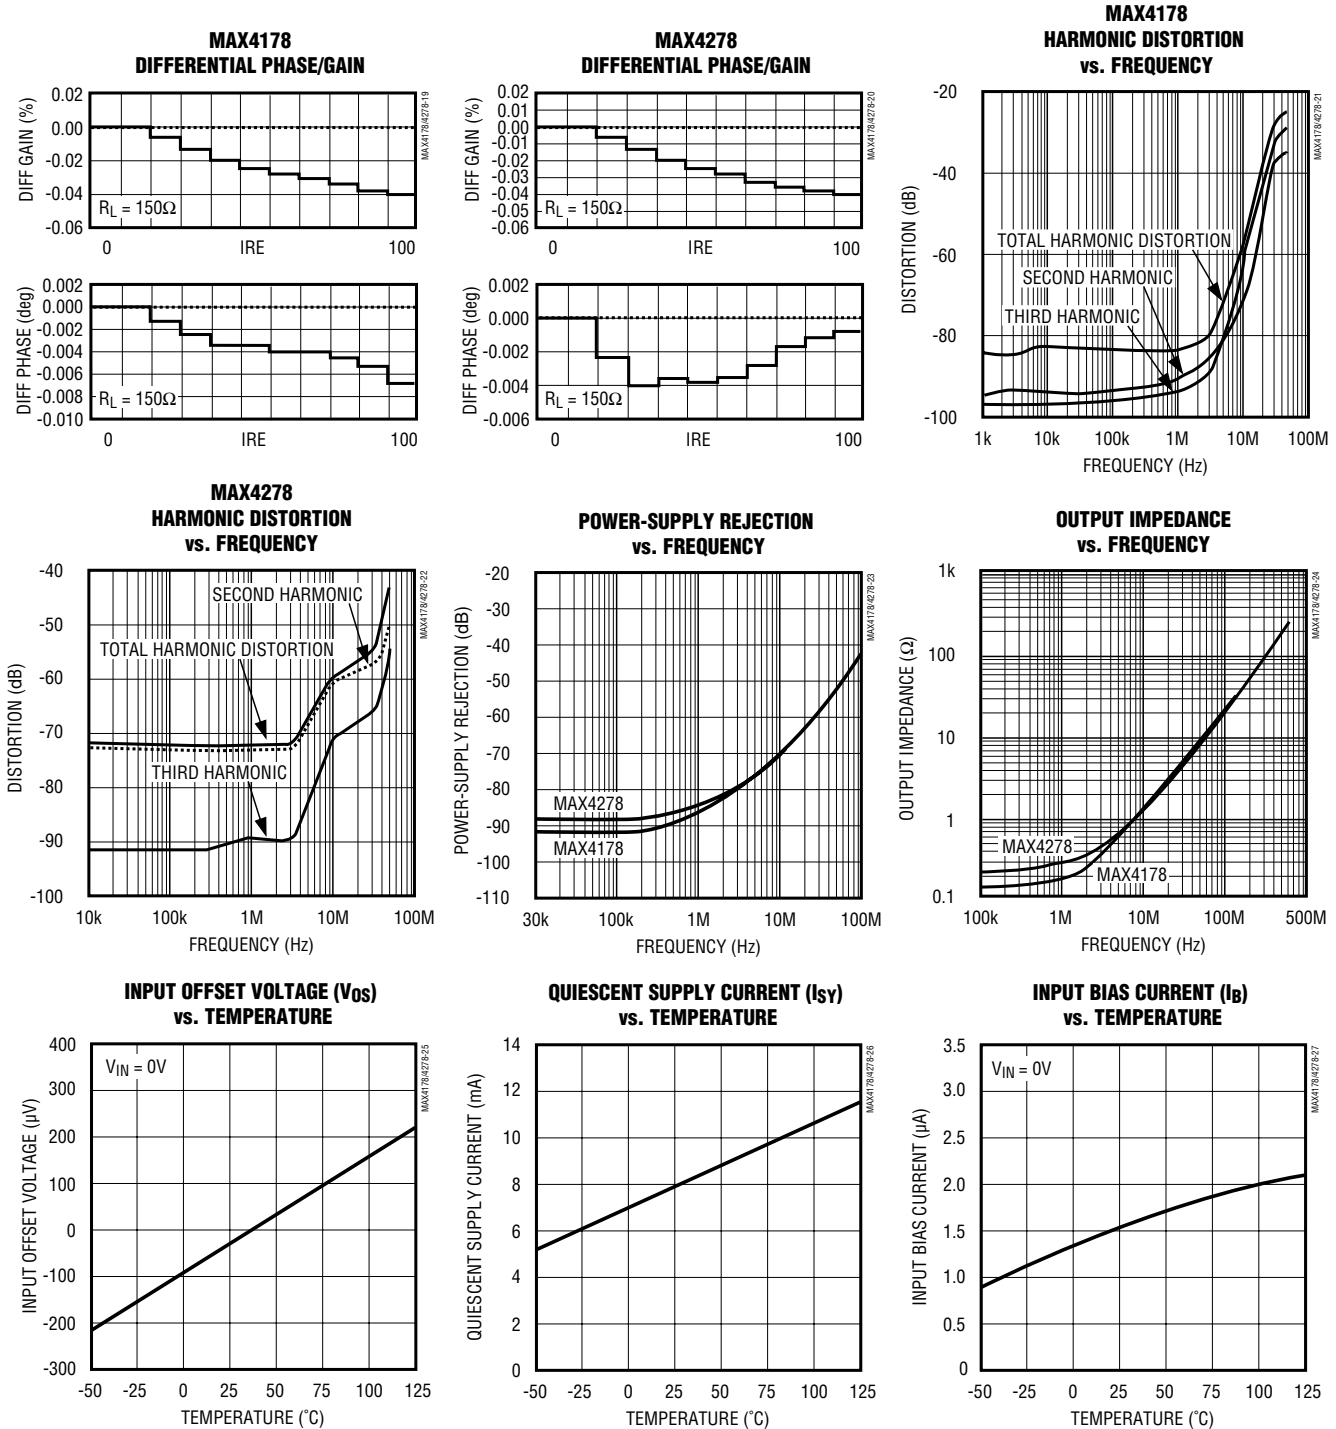 MAX4178
DIFFERENTIAL PHASE/GAIN
DIFF GAIN (%)
0.02
0.00
-0.02
-0.04
-0.06
RL = 150Ω
0 IRE 100
MAX4178/4278-19
DIFF PHASE (deg)
0.002
0.000
-0.002
-0.004
-0.006
-0.008
-0.010
RL = 150Ω
0 IRE 100
MAX4278
DIFFERENTIAL PHASE/GAIN
DIFF GAIN (%)
0.02
0.01
0.00
-0.01
-0.02
-0.03
-0.04
-0.05
-0.06
RL = 150Ω
0 IRE 100
MAX4178/4278-20
DIFF PHASE (deg)
0.002
0.000
-0.002
-0.004
-0.006
RL = 150Ω
0 IRE 100
MAX4178
HARMONIC DISTORTION
vs. FREQUENCY
DISTORTION (dB)
-20
-40
-60
-80
-100
TOTAL HARMONIC DISTORTION
SECOND HARMONIC
THIRD HARMONIC
1k 10k 100k 1M 10M 100M
FREQUENCY (Hz)
MAX4178/4278-21
MAX4278
HARMONIC DISTORTION
vs. FREQUENCY
DISTORTION (dB)
-40
-50
-60
-70
-80
-90
-100
SECOND HARMONIC
TOTAL HARMONIC DISTORTION
THIRD HARMONIC
10k 100k 1M 10M 100M
FREQUENCY (Hz)
MAX4178/4278-22
POWER-SUPPLY REJECTION
vs. FREQUENCY
POWER-SUPPLY REJECTION (dB)
-20
-30
-40
-50
-60
-70
-80
-90
-100
-110
MAX4278
MAX4178
30k 100k 1M 10M 100M
FREQUENCY (Hz)
MAX4178/4278-23
OUTPUT IMPEDANCE
vs. FREQUENCY
OUTPUT IMPEDANCE (Ω)
1k
100
10
1
0.1
MAX4278
MAX4178
100k 1M 10M 100M 500M
FREQUENCY (Hz)
MAX4178/4278-24
INPUT OFFSET VOLTAGE (VOS)
vs. TEMPERATURE
INPUT OFFSET VOLTAGE (µV)
400
300
200
100
0
-100
-200
-300
VIN = 0V
-50 -25 0 25 50 75 100 125
TEMPERATURE (˚C)
MAX4178/4278-25
QUIESCENT SUPPLY CURRENT (ISY)
vs. TEMPERATURE
QUIESCENT SUPPLY CURRENT (mA)
14
12
10
8
6
4
2
0
-50 -25 0 25 50 75 100 125
TEMPERATURE (˚C)
MAX4178/4278-26
INPUT BIAS CURRENT (IB)
vs. TEMPERATURE
INPUT BIAS CURRENT (µA)
3.5
3.0
2.5
2.0
1.5
1.0
0.5
0
VIN = 0V
-50 -25 0 25 50 75 100 125
TEMPERATURE (˚C)
MAX4178/4278-27